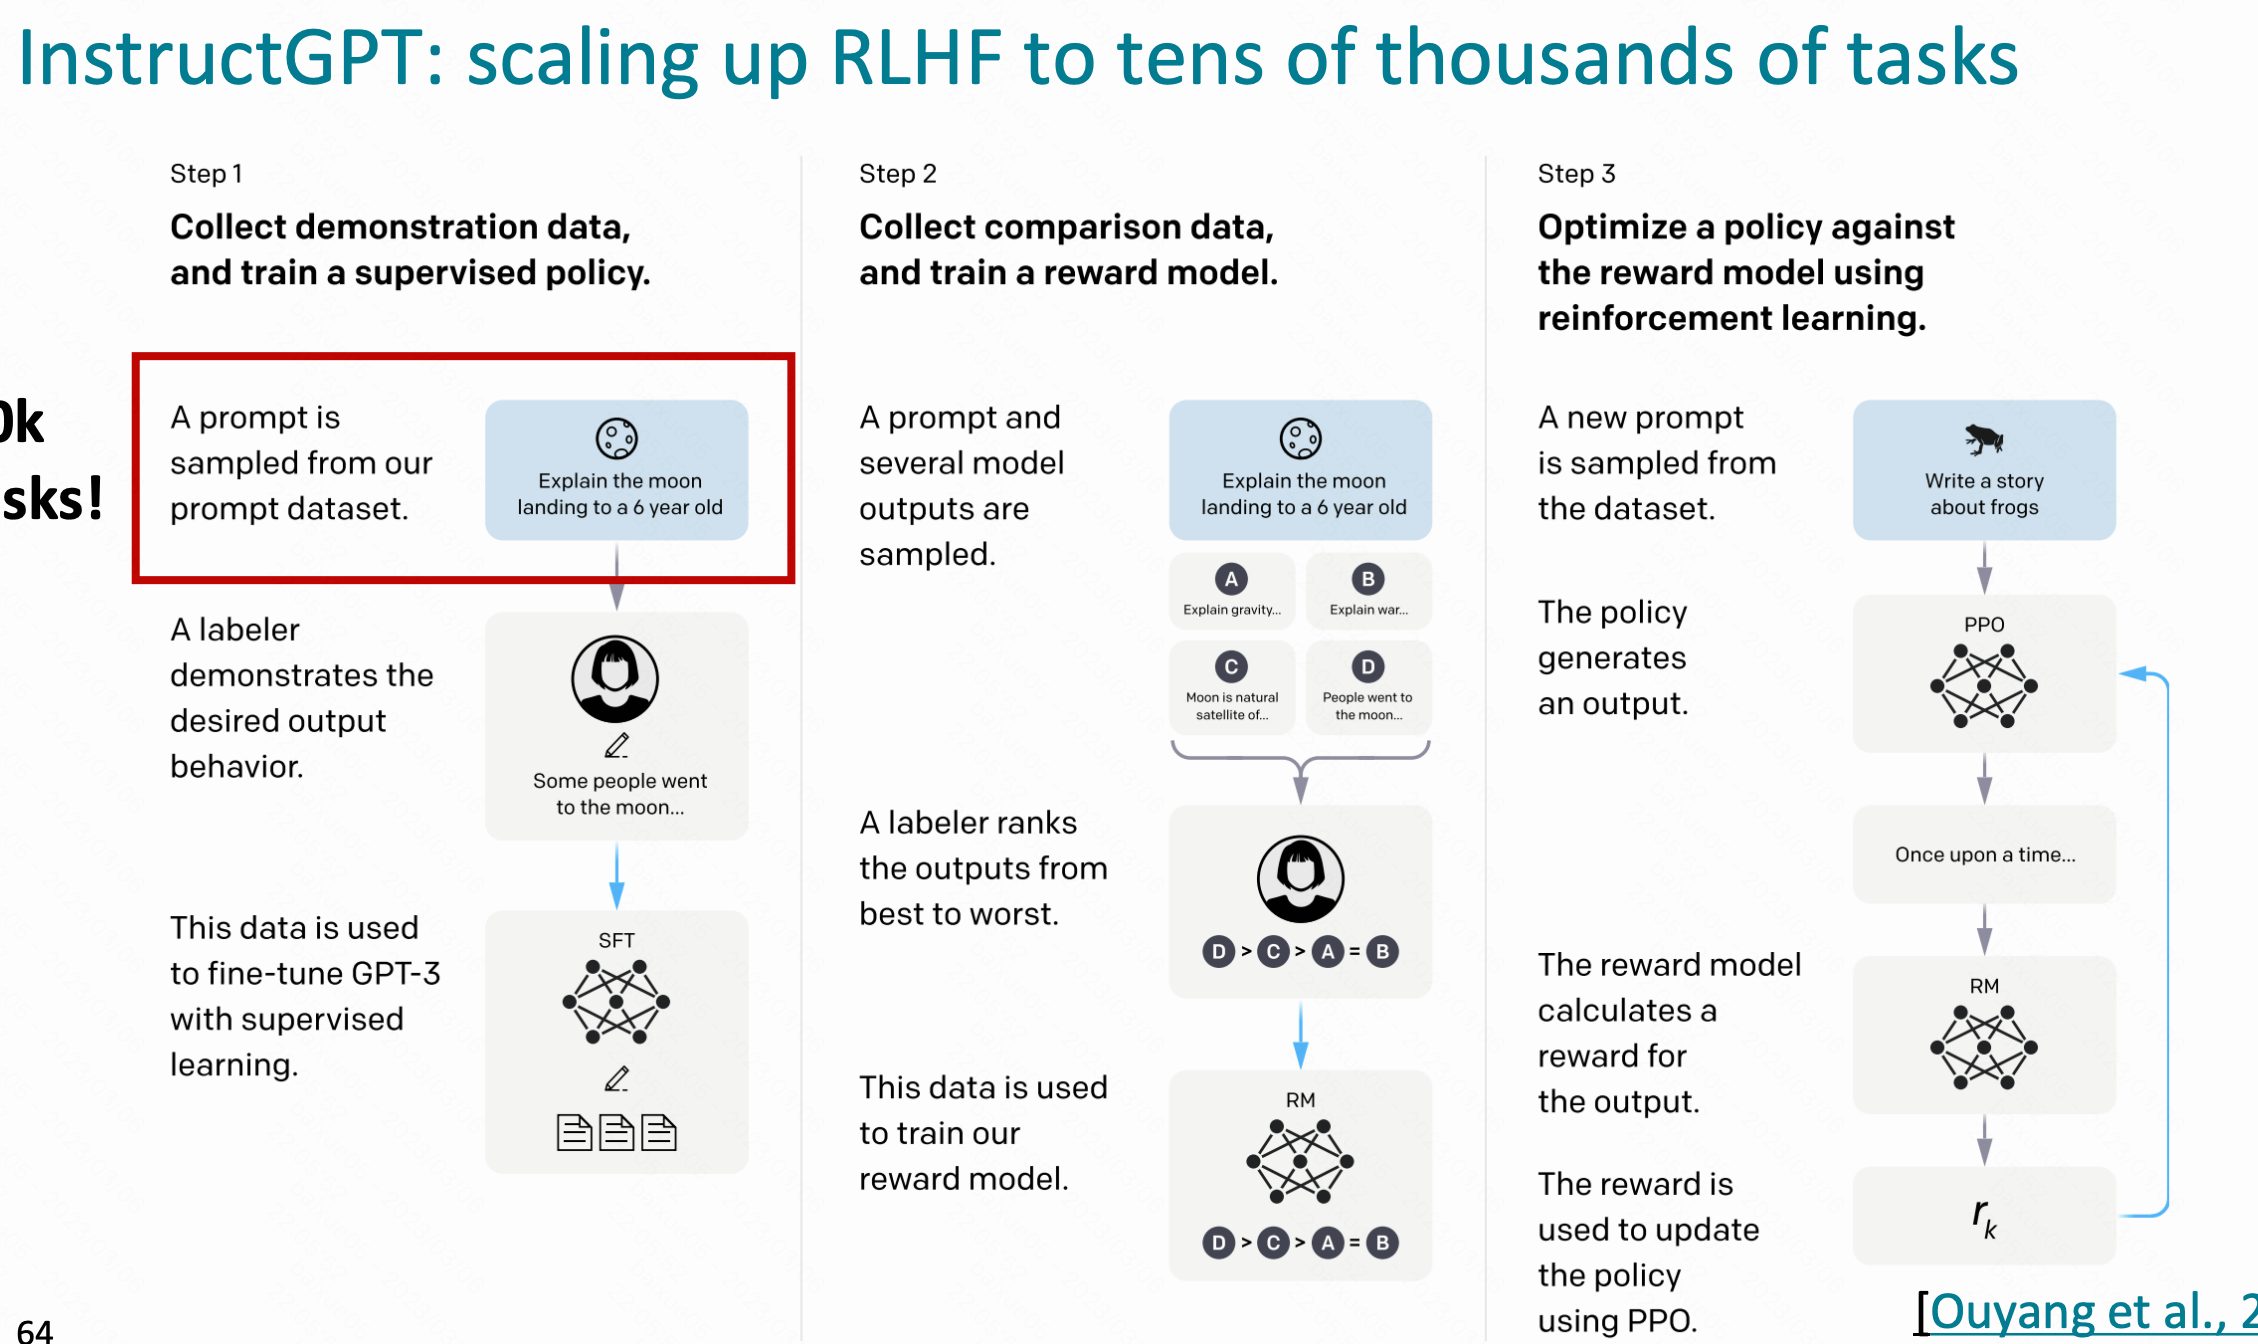 InstructGPT: scaling up RLHF to tens of thousands of tasks
0k
sks!
Step 1
Collect demonstration data,
and train a supervised policy.
A prompt is
sampled from our
prompt dataset.
Explain the moon
landing to a 6 year old
A labeler
demonstrates the
desired output
behavior.
Some people went
to the moon...
This data is used
to fine-tune GPT-3
with supervised
learning.
SFT
Step 2
Collect comparison data,
and train a reward model.
A prompt and
several model
outputs are
sampled.
Explain the moon
landing to a 6 year old
A
Explain gravity...
B
Explain war...
C
Moon is natural
satellite of...
D
People went to
the moon...
A labeler ranks
the outputs from
best to worst.
D > C > A = B
This data is used
to train our
reward model.
RM
D > C > A = B
Step 3
Optimize a policy against
the reward model using
reinforcement learning.
A new prompt
is sampled from
the dataset.
Write a story
about frogs
The policy
generates
an output.
PPO
Once upon a time...
The reward model
calculates a
reward for
the output.
RM
The reward is
used to update
the policy
using PPO.
rk
[Ouyang et al., 2
64